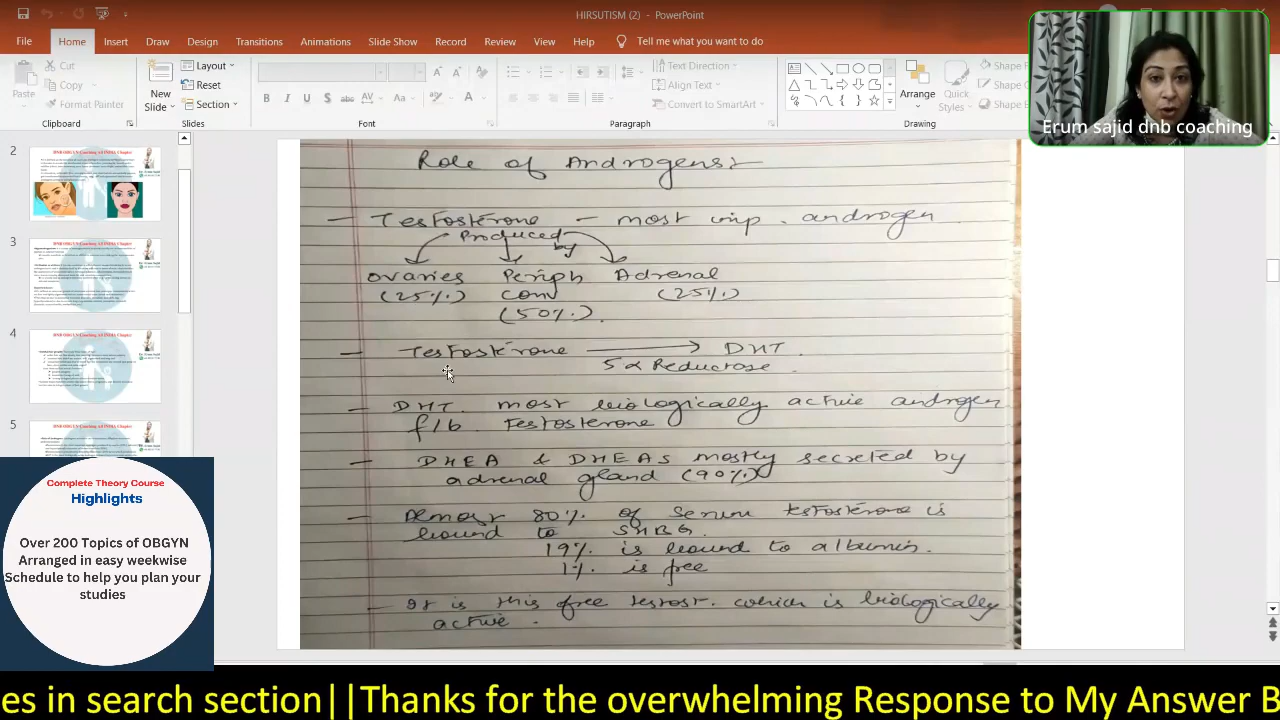 HIRSUTISM (2) - PowerPoint
File Home Insert Draw Design Transitions Animations Slide Show Record Review View Help Tell me what you want to do
Paste
Cut
Copy
Format Painter
Clipboard
New Slide
Layout
Reset
Section
Slides
Font
Text Direction
Align Text
Convert to SmartArt
Paragraph
Arrange
Quick Styles
Shape
Shape
Shape
Drawing
Erum sajid dnb coaching
2
3
4
5
Role of Androgens:
- Testosterone - most imp. androgen
Produced by
ovaries Periph Adrenal
(25%) conv (25%)
(50%).
- Testosterone → DHT
5 α Reductase
- DHT. most biologically active androgen
f/b Testosterone
- DHEA & DHEAS mostly secreted by
adrenal gland (90%)
- Almost 80% of serum testosterone is
bound to SHBG.
19% is bound to albumin.
1% is free
- It is this free testost. which is biologically
active.
Complete Theory Course
Highlights
Over 200 Topics of OBGYN
Arranged in easy weekwise
Schedule to help you plan your
studies
es in search section||Thanks for the overwhelming Response to My Answer B